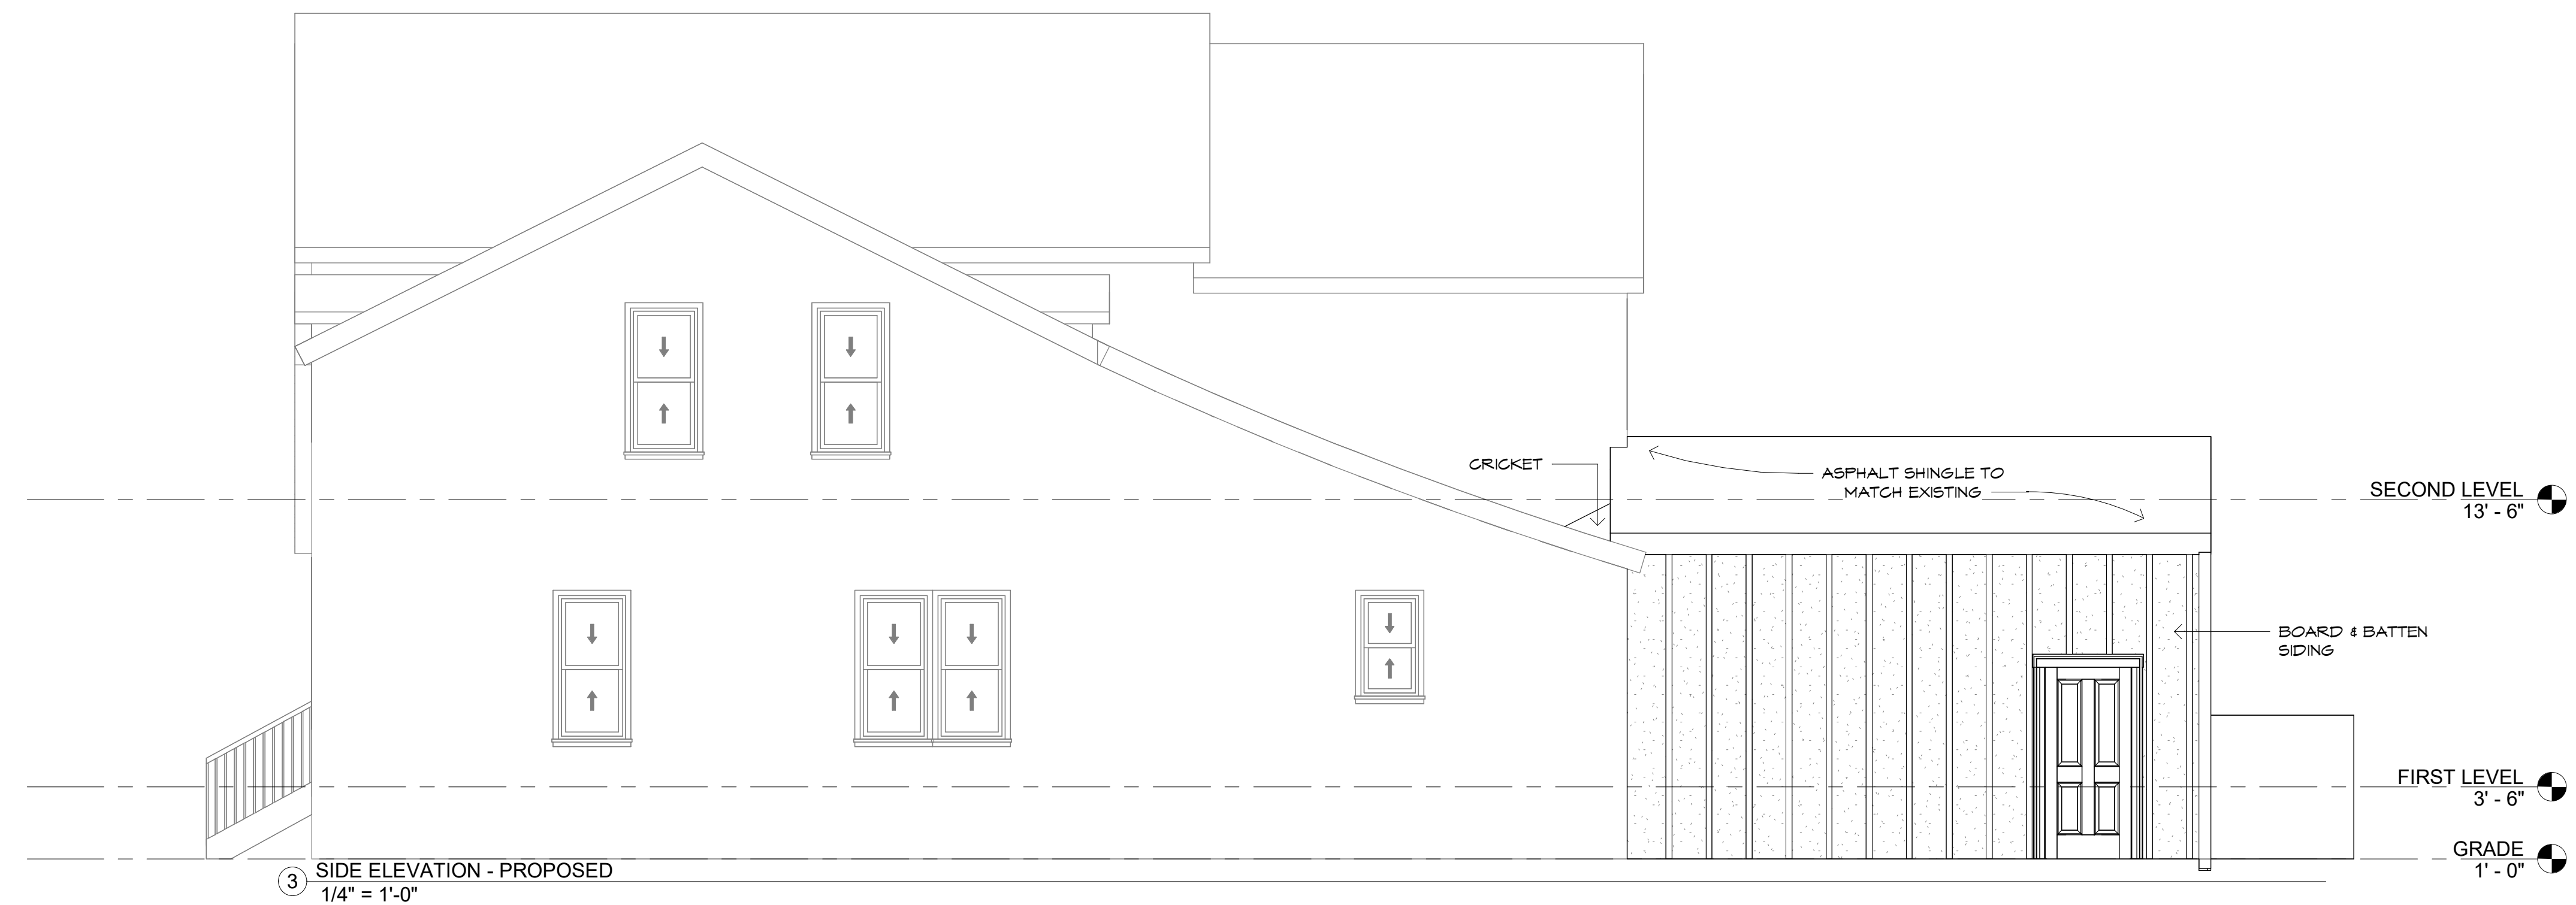 CRICKET
ASPHALT SHINGLE TO
MATCH EXISTING
SECOND LEVEL
13' - 6"
BOARD & BATTEN
SIDING
FIRST LEVEL
3' - 6"
GRADE
1' - 0"
3
SIDE ELEVATION - PROPOSED
1/4" = 1'-0"